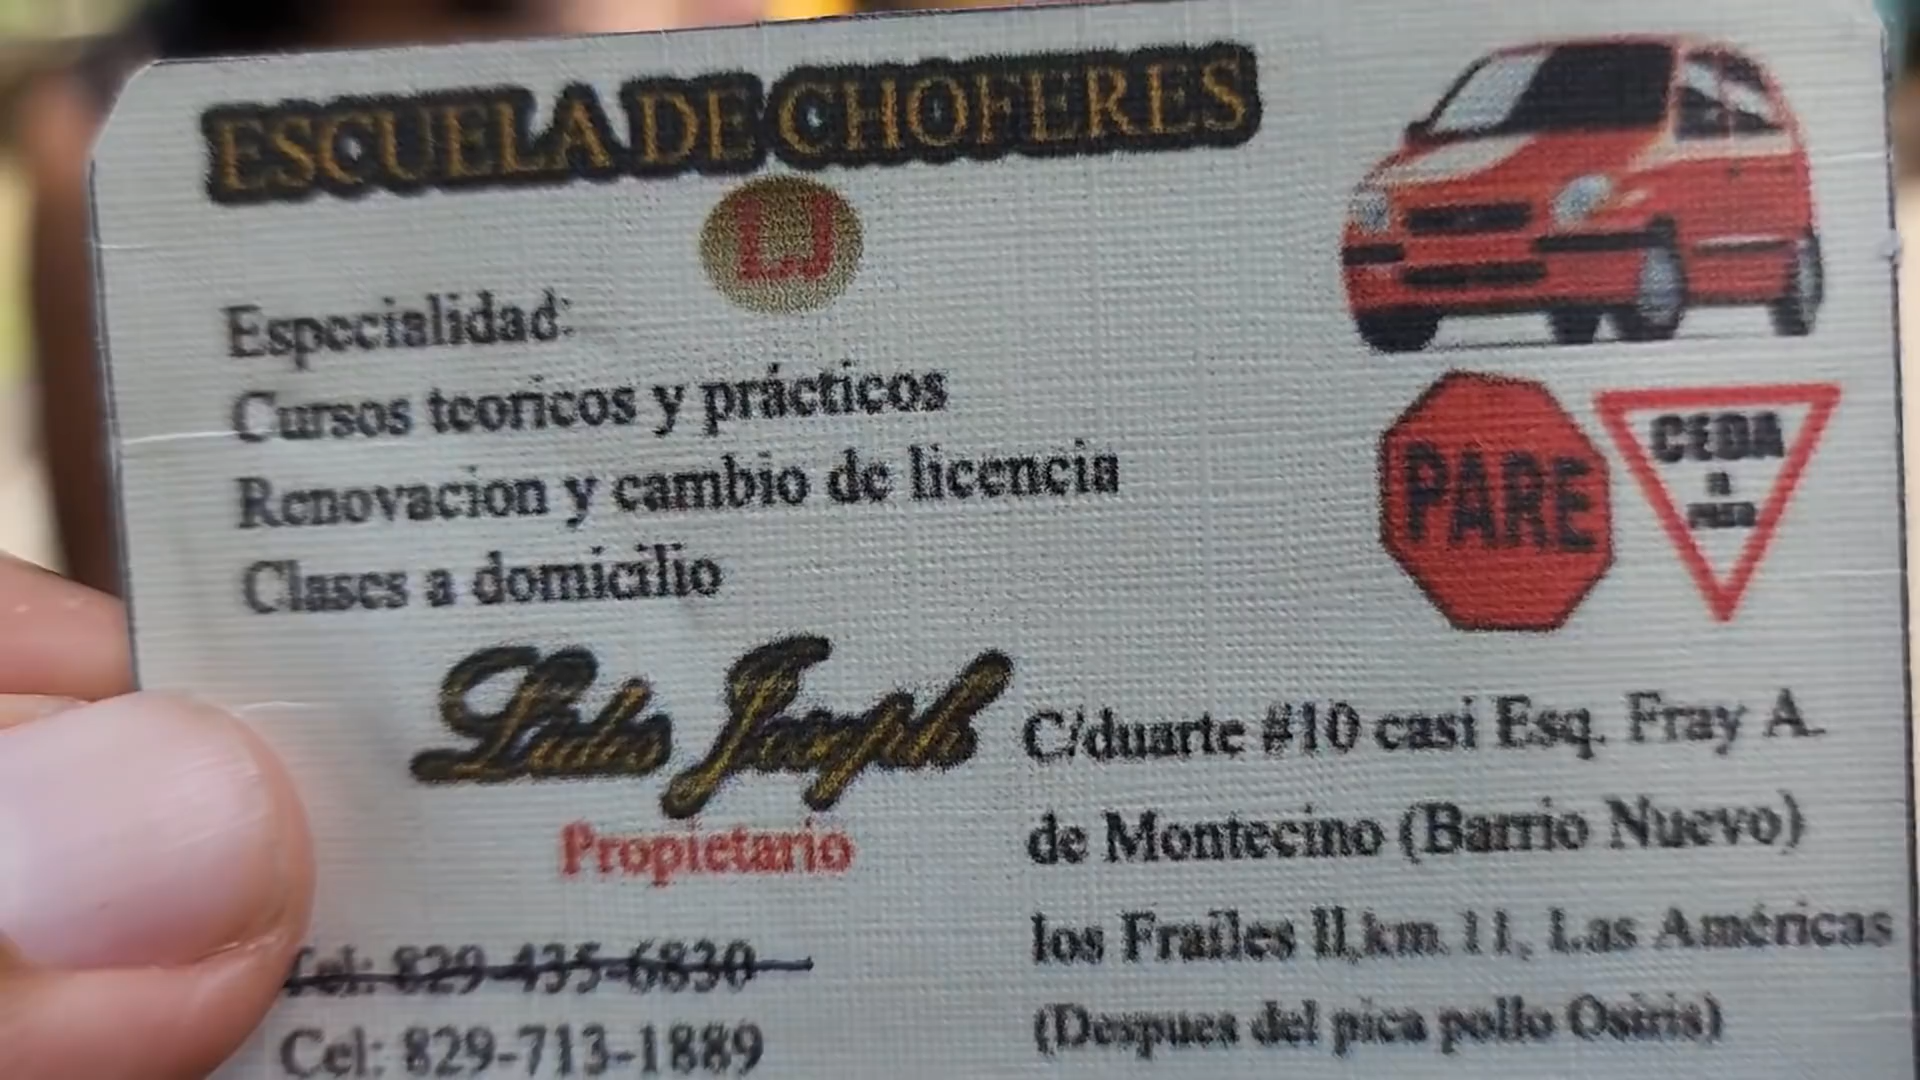 ESCUELA DE CHOFERES
LJ
Especialidad:
Cursos teoricos y prácticos
Renovacion y cambio de licencia
Clases a domicilio
PARE
CEDA
EL
PASO
Joseph
Propietario
C/duarte #10 casi Esq. Fray A.
de Montecino (Barrio Nuevo)
los Frailes II,km. 11, Las Américas
(Despues del pica pollo Osiris)
Tel: 829-435-6830
Cel: 829-713-1889